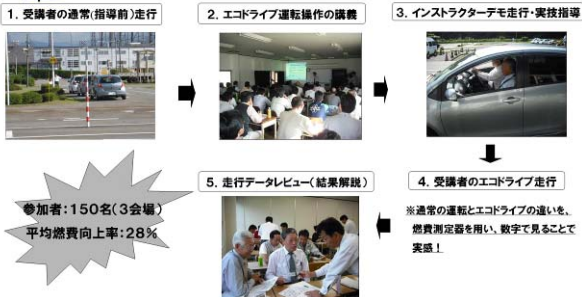 1. 受講者の通常(指導前)走行
2. エコドライブ運転操作の講義
3. インストラクターデモ走行・実技指導
4. 受講者のエコドライブ走行
※通常の運転とエコドライブの違いを、
燃費測定器を用い、数字で見ることで
実感！
5. 走行データレビュー(結果解説)
参加者：150名(3会場)
平均燃費向上率：28%